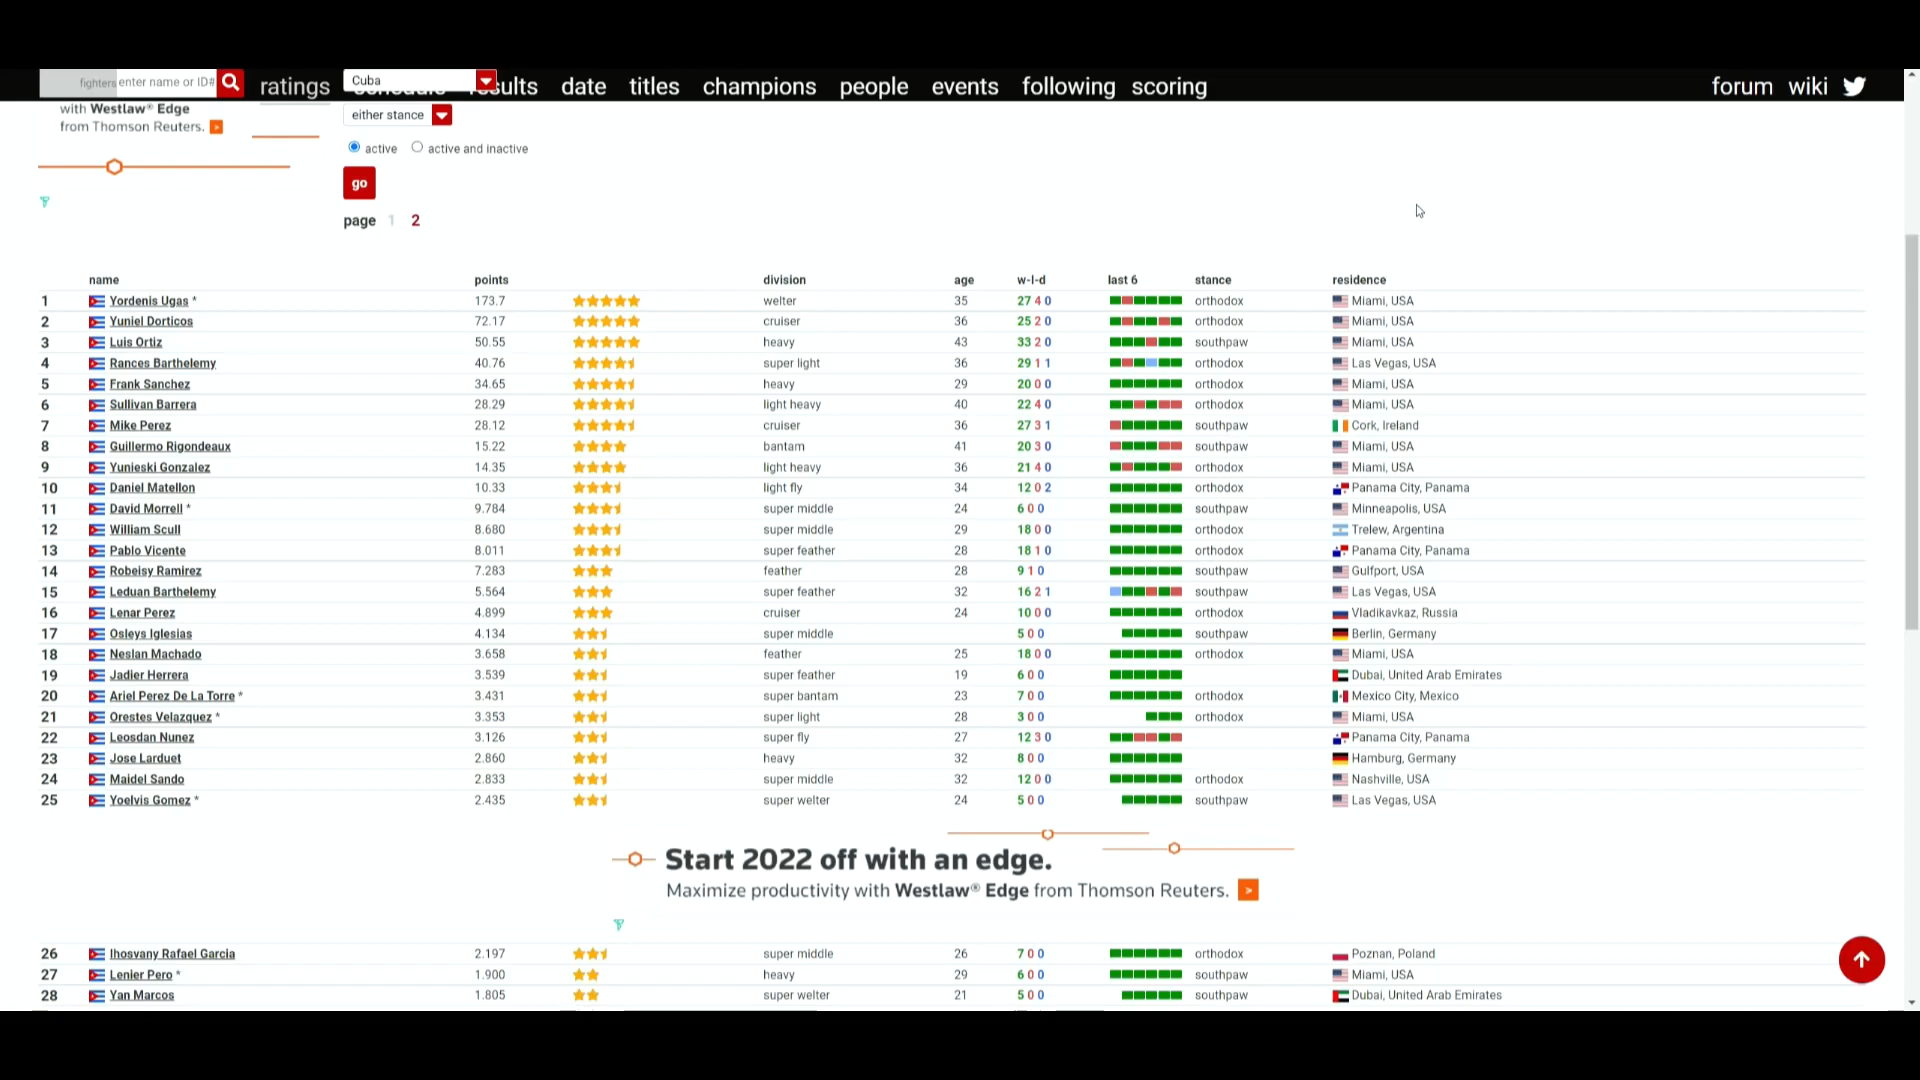 fighters enter name or ID# ratings schedule results date titles champions people events following scoring forum wiki
Cuba
with Westlaw® Edge
from Thomson Reuters. >
either stance
active active and inactive
go
page 1 2
name points division age w-l-d last 6 stance residence
1 Yordenis Ugas * 173.7 welter 35 27 4 0 orthodox Miami, USA
2 Yuniel Dorticos 72.17 cruiser 36 25 2 0 orthodox Miami, USA
3 Luis Ortiz 50.55 heavy 43 33 2 0 southpaw Miami, USA
4 Rances Barthelemy 40.76 super light 36 29 1 1 orthodox Las Vegas, USA
5 Frank Sanchez 34.65 heavy 29 20 0 0 orthodox Miami, USA
6 Sullivan Barrera 28.29 light heavy 40 22 4 0 orthodox Miami, USA
7 Mike Perez 28.12 cruiser 36 27 3 1 southpaw Cork, Ireland
8 Guillermo Rigondeaux 15.22 bantam 41 20 3 0 southpaw Miami, USA
9 Yunieski Gonzalez 14.35 light heavy 36 21 4 0 orthodox Miami, USA
10 Daniel Matellon 10.33 light fly 34 12 0 2 orthodox Panama City, Panama
11 David Morrell * 9.784 super middle 24 6 0 0 southpaw Minneapolis, USA
12 William Scull 8.680 super middle 29 18 0 0 orthodox Trelew, Argentina
13 Pablo Vicente 8.011 super feather 28 18 1 0 orthodox Panama City, Panama
14 Robeisy Ramirez 7.283 feather 28 9 1 0 southpaw Gulfport, USA
15 Leduan Barthelemy 5.564 super feather 32 16 2 1 southpaw Las Vegas, USA
16 Lenar Perez 4.899 cruiser 24 10 0 0 orthodox Vladikavkaz, Russia
17 Osleys Iglesias 4.134 super middle 5 0 0 southpaw Berlin, Germany
18 Neslan Machado 3.658 feather 25 18 0 0 orthodox Miami, USA
19 Jadier Herrera 3.539 super feather 19 6 0 0 Dubai, United Arab Emirates
20 Ariel Perez De La Torre * 3.431 super bantam 23 7 0 0 orthodox Mexico City, Mexico
21 Orestes Velazquez * 3.353 super light 28 3 0 0 orthodox Miami, USA
22 Leosdan Nunez 3.126 super fly 27 12 3 0 Panama City, Panama
23 Jose Larduet 2.860 heavy 32 8 0 0 Hamburg, Germany
24 Maidel Sando 2.833 super middle 32 12 0 0 orthodox Nashville, USA
25 Yoelvis Gomez * 2.435 super welter 24 5 0 0 southpaw Las Vegas, USA
Start 2022 off with an edge.
Maximize productivity with Westlaw® Edge from Thomson Reuters. >
26 Ihosvany Rafael Garcia 2.197 super middle 26 7 0 0 orthodox Poznan, Poland
27 Lenier Pero * 1.900 heavy 29 6 0 0 southpaw Miami, USA
28 Yan Marcos 1.805 super welter 21 5 0 0 southpaw Dubai, United Arab Emirates